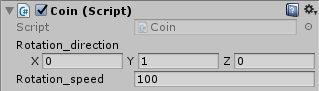 Coin (Script)
Script Coin
Rotation_direction
X 0 Y 1 Z 0
Rotation_speed 100